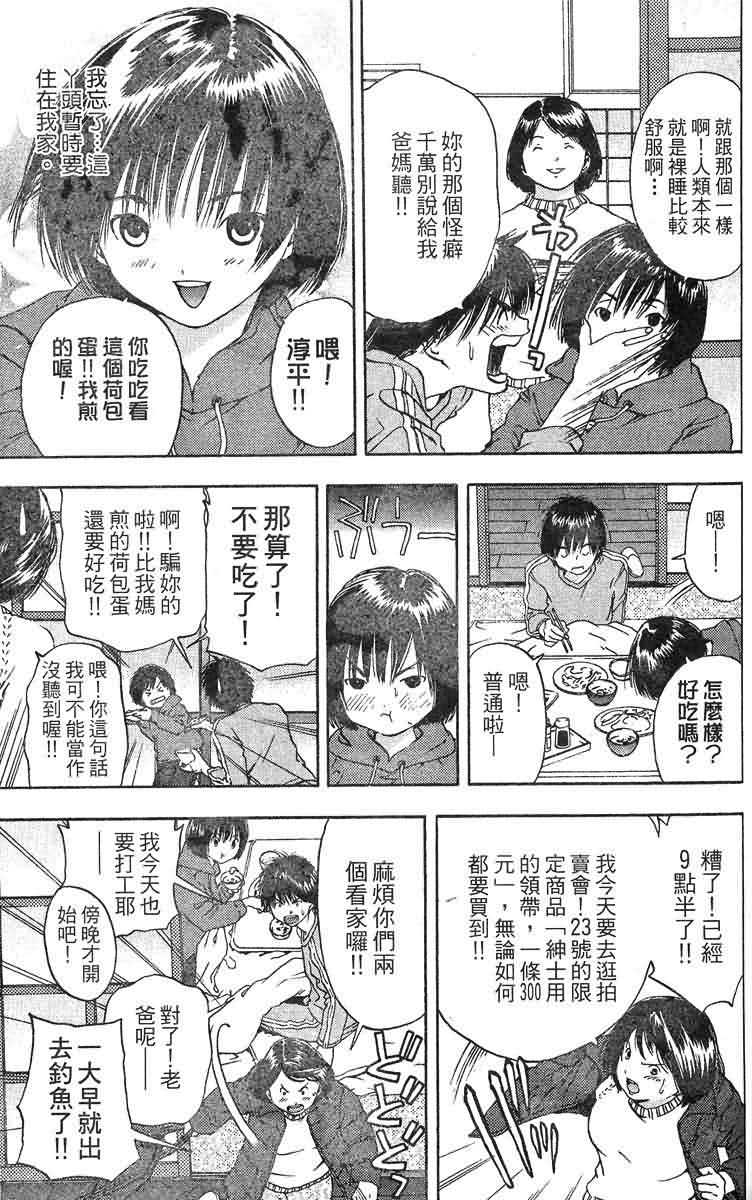 就跟那個一樣
啊！人類本來
就是裸睡比較
舒服啊…
妳的那個怪癖
千萬別說給我
爸媽聽!!
ゃー
我忘了…這
丫頭暫時要
住在我家。
喂！
淳平!!
你吃吃看
這個荷包
蛋!!我煎
的喔！
嗯——！
怎麼樣？
好吃嗎？
嗯！
普通啦—
ぶぅー
那算了！
不要吃了！
啊！騙妳的
啦!!比我媽
煎的荷包蛋
還要好吃!!
喂！你這句話
我可不能當作
沒聽到喔!!
糟了！已經
9點半了!!
我今天要去逛拍
賣會！23號的限
定商品「紳士用
的領帶，一條300
元」，無論如何
都要買到!!
麻煩你們兩
個看家囉!!
我今天也
要打工耶
——
傍晚才開
始吧！
對了！老
爸呢——
一大早就出
去釣魚了!!